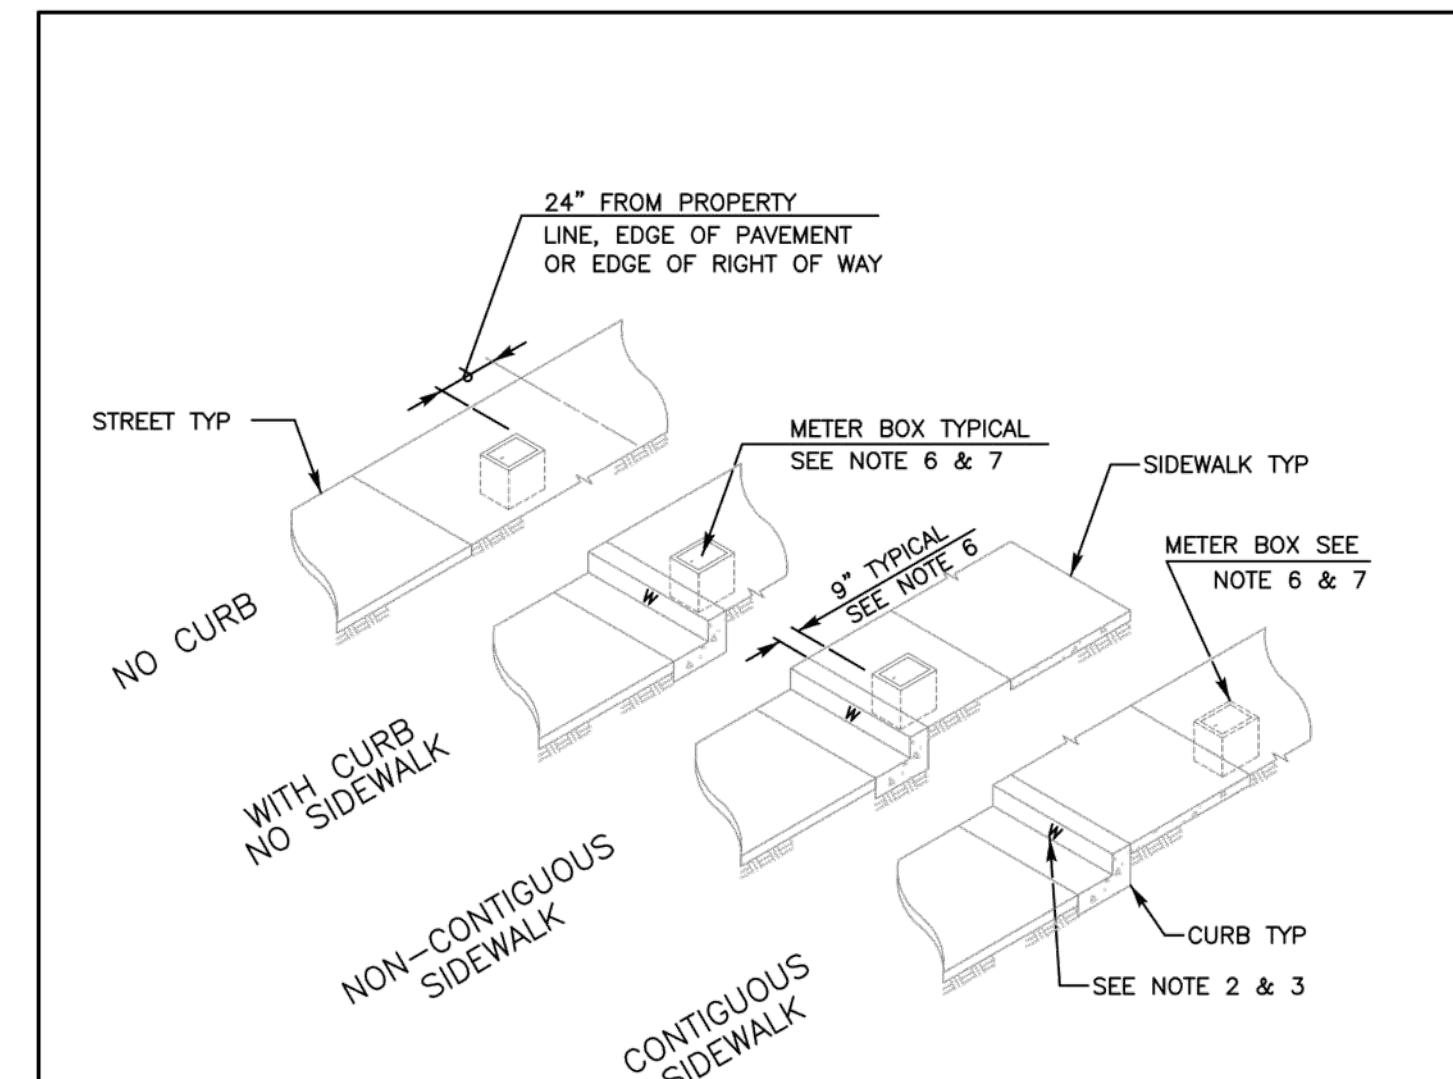 24” FROM PROPERTY
LINE, EDGE OF PAVEMENT
OR EDGE OF RIGHT OF WAY
STREET TYP
METER BOX TYPICAL
SEE NOTE 6 & 7
SIDEWALK TYP
9” TYPICAL
SEE NOTE 6
METER BOX SEE
NOTE 6 & 7
NO CURB
W
W
W
WITH CURB
NO SIDEWALK
NON-CONTIGUOUS
SIDEWALK
CURB TYP
SEE NOTE 2 & 3
CONTIGUOUS
SIDEWALK